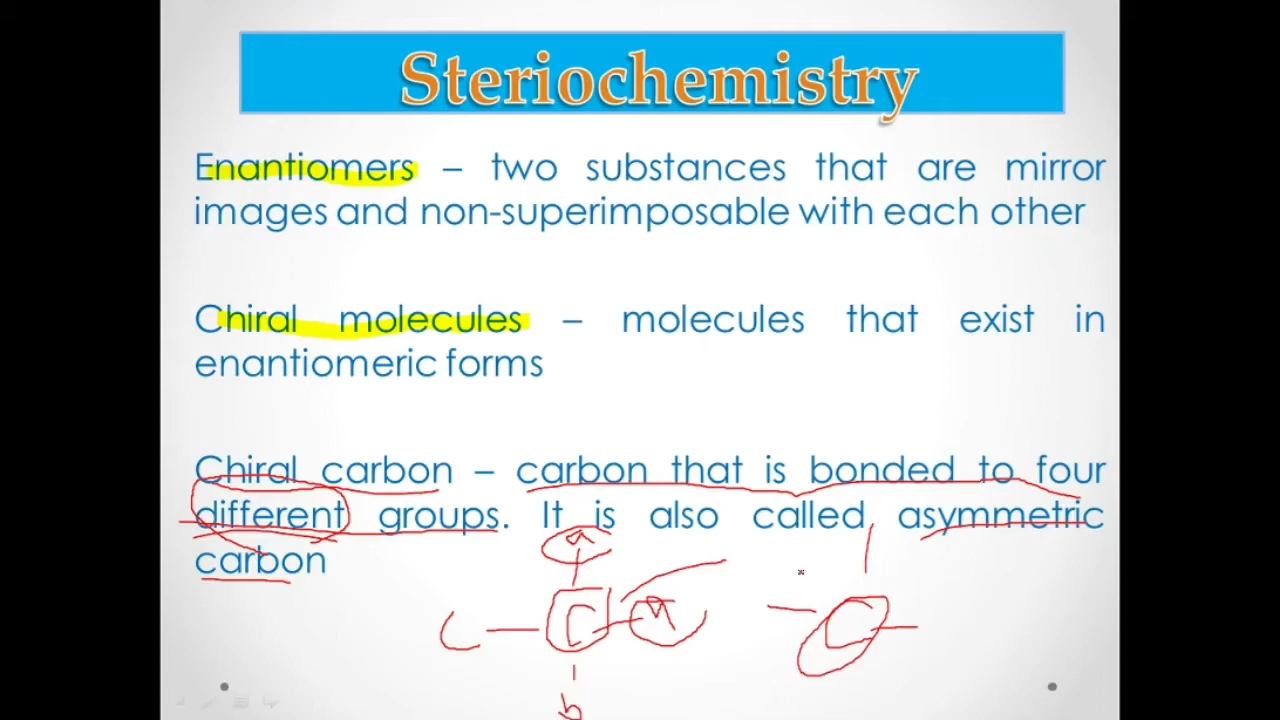 Steriochemistry
Enantiomers – two substances that are mirror
images and non-superimposable with each other
Chiral molecules – molecules that exist in
enantiomeric forms
Chiral carbon – carbon that is bonded to four
different groups. It is also called asymmetric
carbon
a
C C a C
b